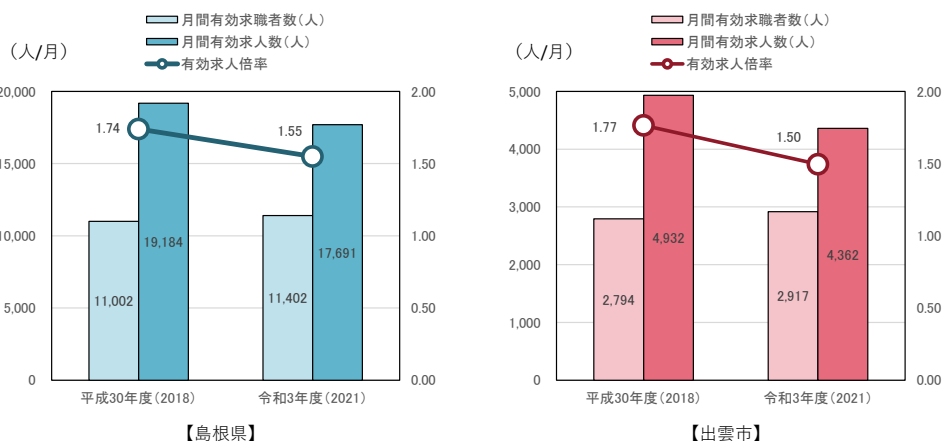 月間有効求職者数（人）
月間有効求人数（人）
有効求人倍率
（人/月）
20,000
15,000
10,000
5,000
0
2.00
1.50
1.00
0.50
0.00
1.74
1.55
19,184
17,691
11,002
11,402
平成30年度（2018）
令和3年度（2021）
【島根県】
月間有効求職者数（人）
月間有効求人数（人）
有効求人倍率
（人/月）
5,000
4,000
3,000
2,000
1,000
0
2.00
1.50
1.00
0.50
0.00
1.77
1.50
4,932
4,362
2,794
2,917
平成30年度（2018）
令和3年度（2021）
【出雲市】